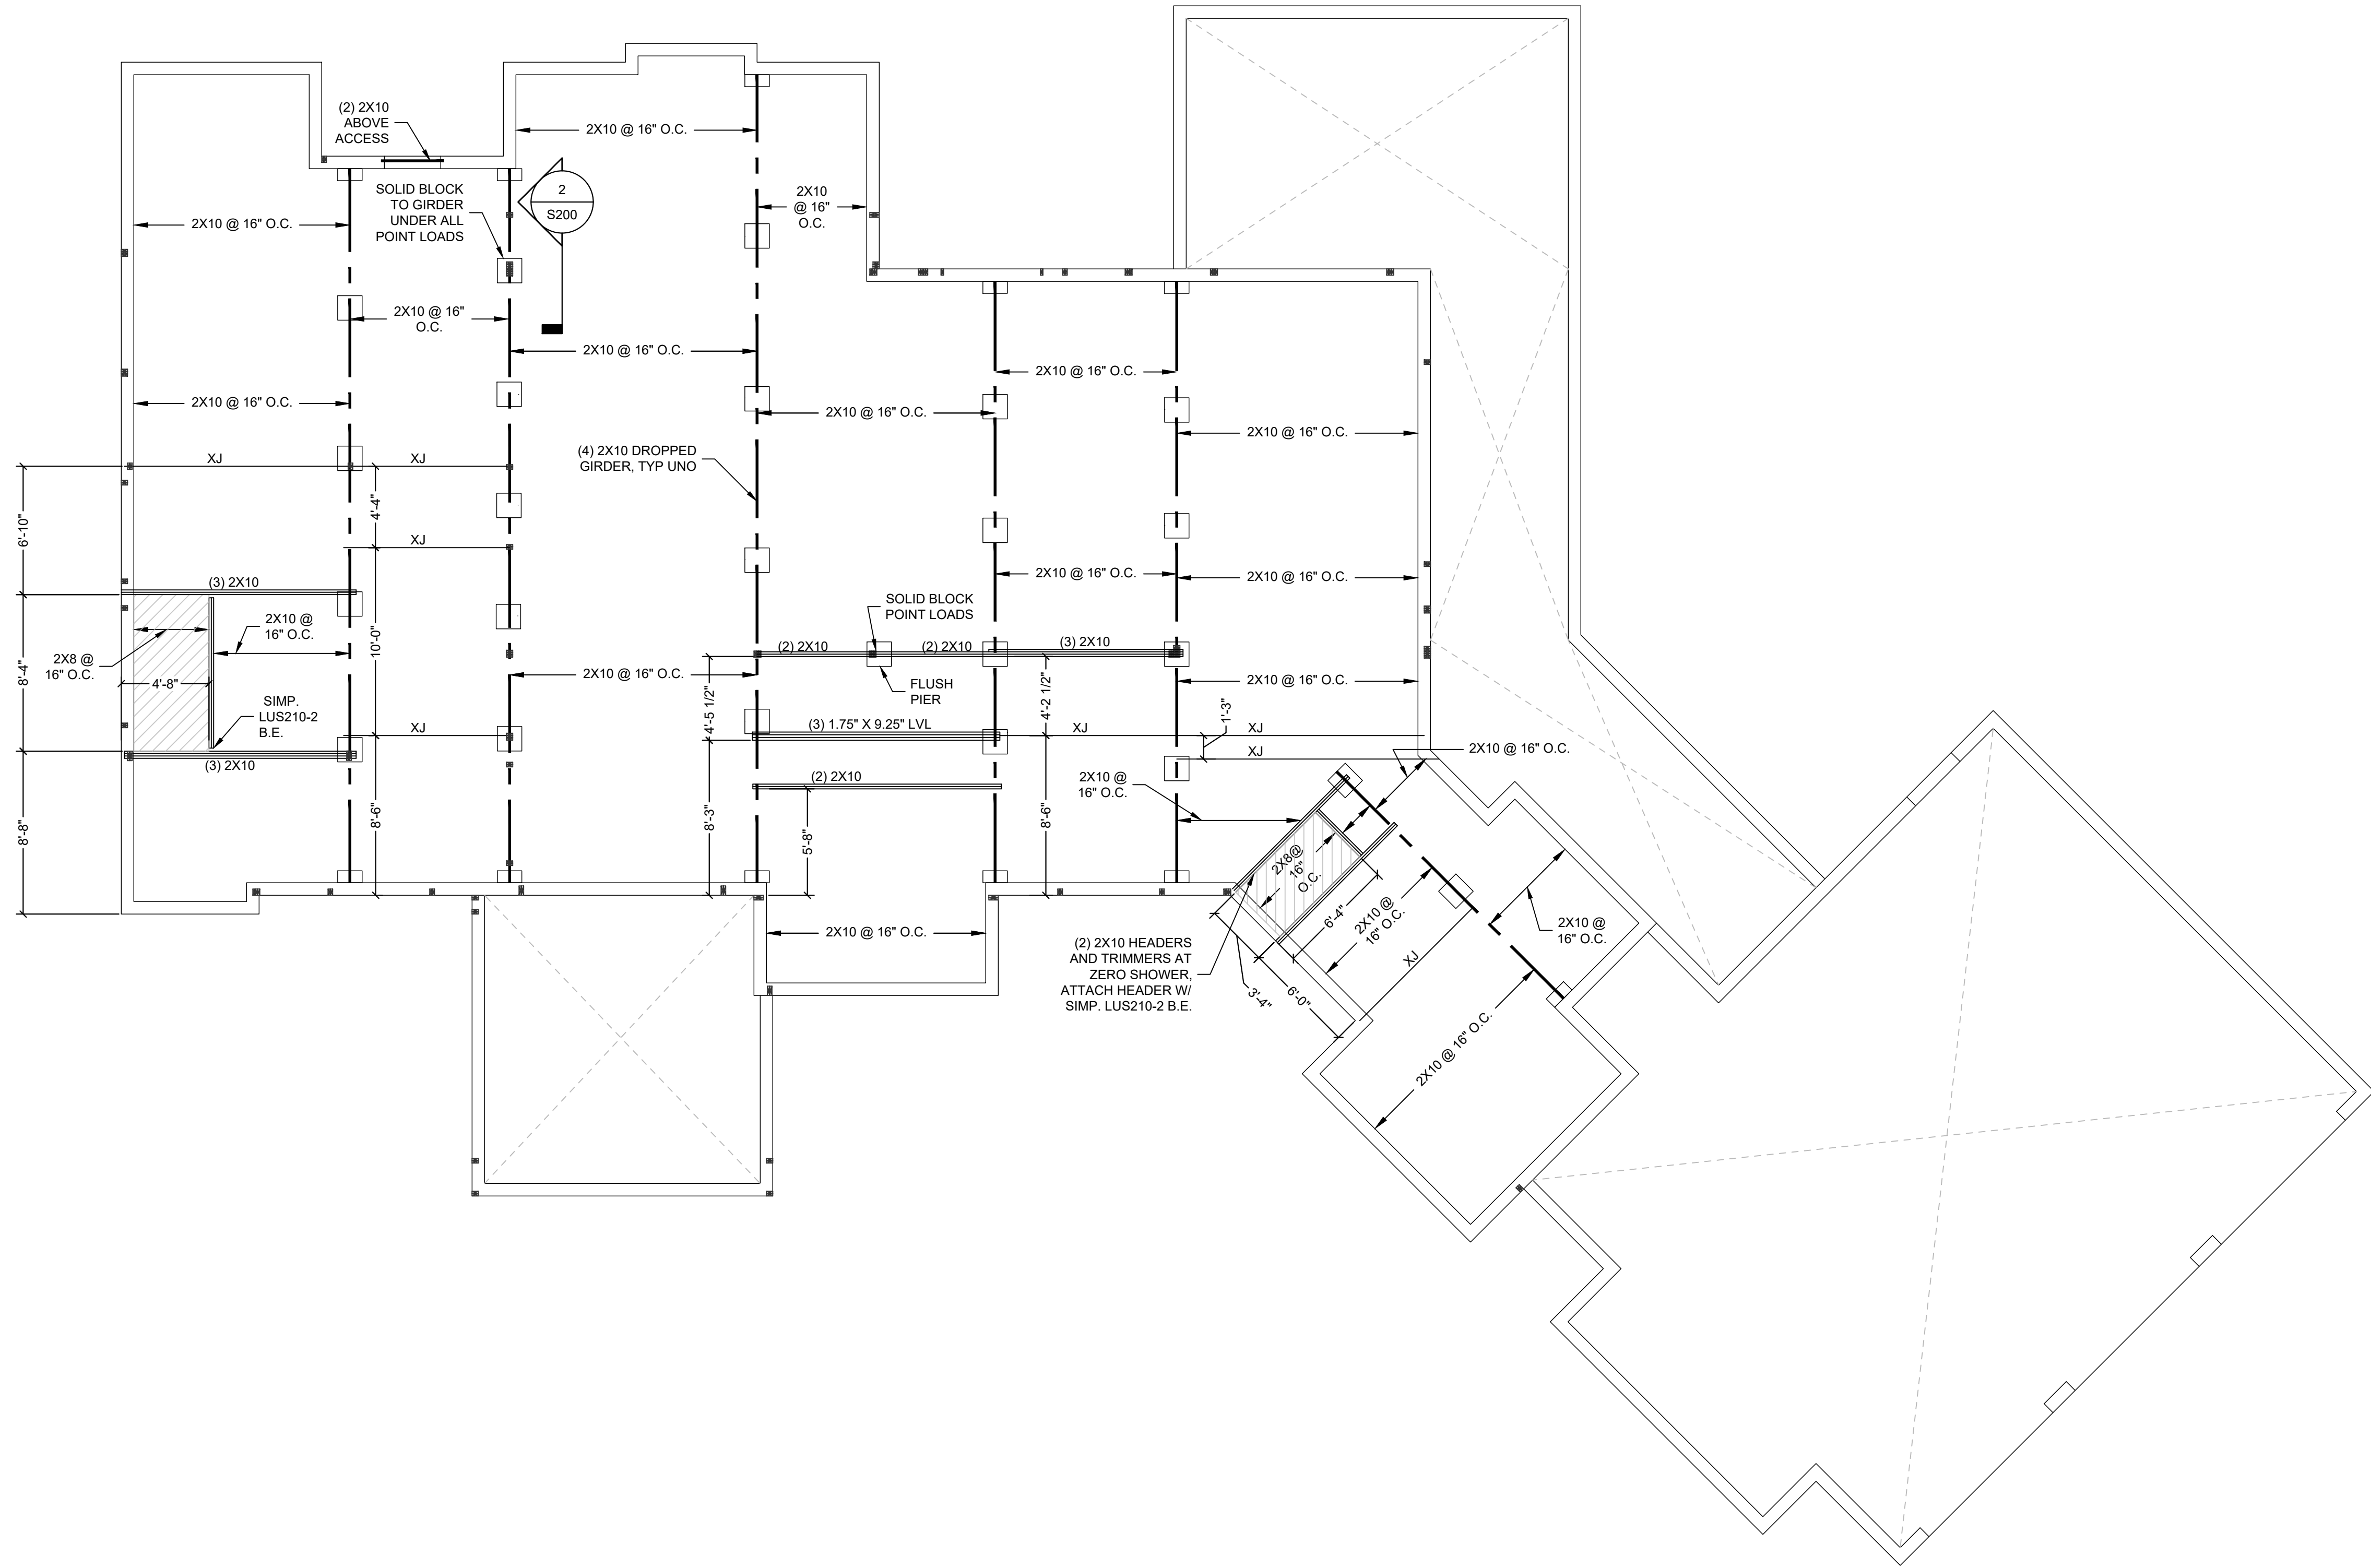 (2) 2X10
ABOVE
ACCESS
2X10 @ 16" O.C.
SOLID BLOCK
TO GIRDER
UNDER ALL
POINT LOADS
2
S200
2X10
@ 16"
O.C.
2X10 @ 16" O.C.
2X10 @ 16"
O.C.
2X10 @ 16" O.C.
2X10 @ 16" O.C.
2X10 @ 16" O.C.
2X10 @ 16" O.C.
2X10 @ 16" O.C.
(4) 2X10 DROPPED
GIRDER, TYP UNO
XJ
XJ
4'-4"
6'-10"
XJ
(3) 2X10
2X10 @ 16" O.C.
2X10 @ 16" O.C.
SOLID BLOCK
POINT LOADS
2X10 @
16" O.C.
10'-0"
(2) 2X10
(2) 2X10
(3) 2X10
2X8 @
16" O.C.
8'-4"
4'-8"
2X10 @ 16" O.C.
FLUSH
PIER
2X10 @ 16" O.C.
SIMP.
LUS210-2
B.E.
4'-5 1/2"
4'-2 1/2"
1'-3"
XJ
(3) 1.75" X 9.25" LVL
XJ
XJ
XJ
2X10 @ 16" O.C.
(3) 2X10
(2) 2X10
2X10 @
16" O.C.
8'-8"
8'-6"
8'-3"
5'-8"
8'-6"
2X8@
16"
O.C.
6'-4"
2X10 @
16" O.C.
2X10 @
16" O.C.
2X10 @ 16" O.C.
(2) 2X10 HEADERS
AND TRIMMERS AT
ZERO SHOWER,
ATTACH HEADER W/
SIMP. LUS210-2 B.E.
XJ
3'-4"
6'-0"
2X10 @ 16" O.C.